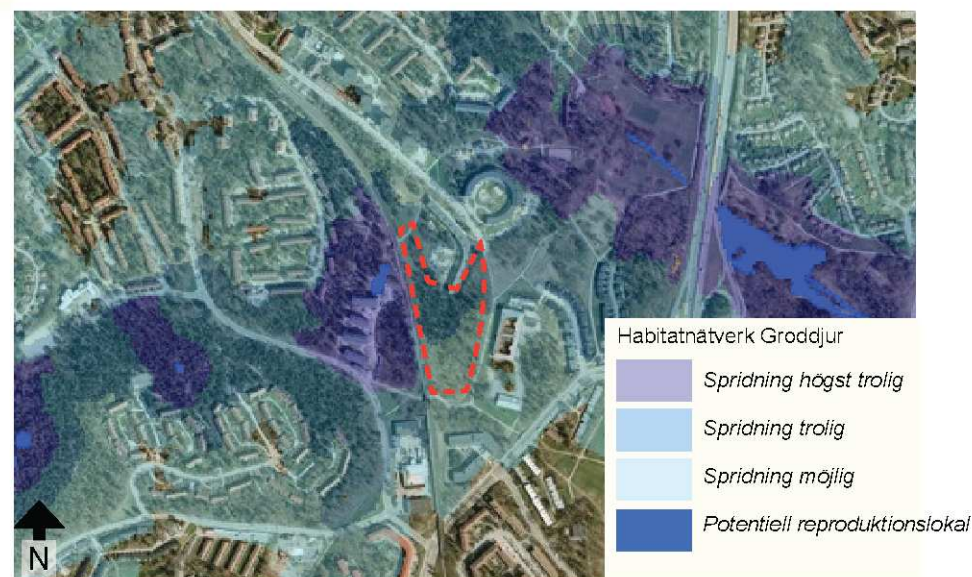 Habitatnätverk Groddjur
Spridning högst trolig
Spridning trolig
Spridning möjlig
Potentiell reproduktionslokal
N